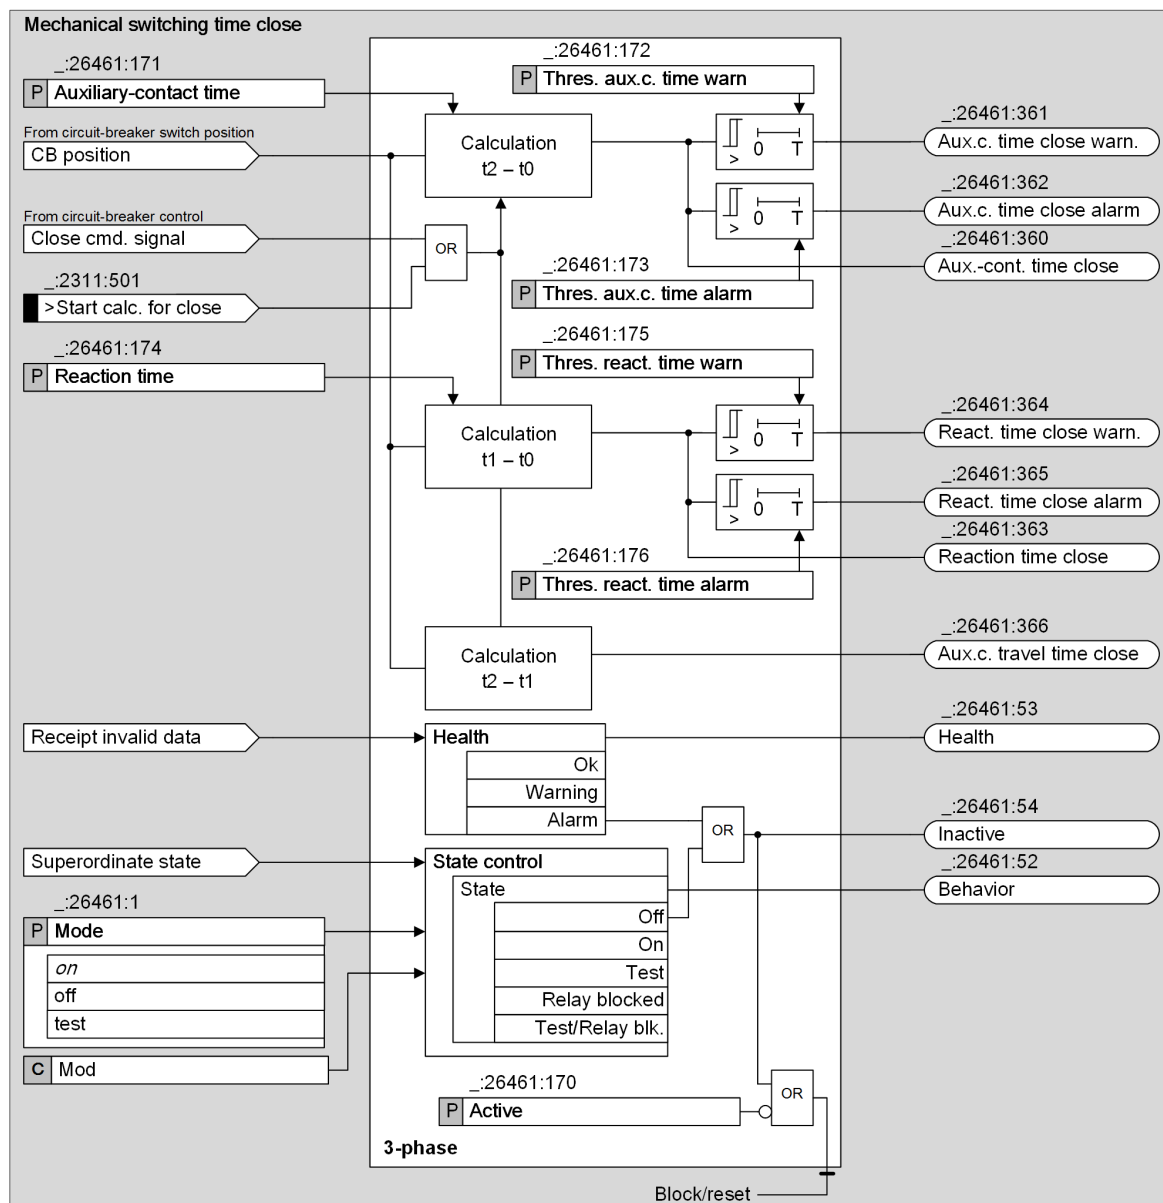 Mechanical switching time close
_:26461:171
P Auxiliary-contact time
From circuit-breaker switch position
CB position
From circuit-breaker control
Close cmd. signal
_:2311:501
>Start calc. for close
_:26461:174
P Reaction time
Calculation
t2 – t0
OR
_:26461:172
P Thres. aux.c. time warn
> 0 T
> 0 T
_:26461:173
P Thres. aux.c. time alarm
_:26461:361
Aux.c. time close warn.
_:26461:362
Aux.c. time close alarm
_:26461:360
Aux.-cont. time close
_:26461:175
P Thres. react. time warn
Calculation
t1 – t0
> 0 T
> 0 T
_:26461:176
P Thres. react. time alarm
_:26461:364
React. time close warn.
_:26461:365
React. time close alarm
_:26461:363
Reaction time close
Calculation
t2 – t1
_:26461:366
Aux.c. travel time close
Receipt invalid data
Health
Ok
Warning
Alarm
_:26461:53
Health
OR
_:26461:54
Inactive
Superordinate state
State control
State
Off
On
Test
Relay blocked
Test/Relay blk.
_:26461:52
Behavior
_:26461:1
P Mode
on
off
test
C Mod
_:26461:170
P Active
OR
3-phase
Block/reset